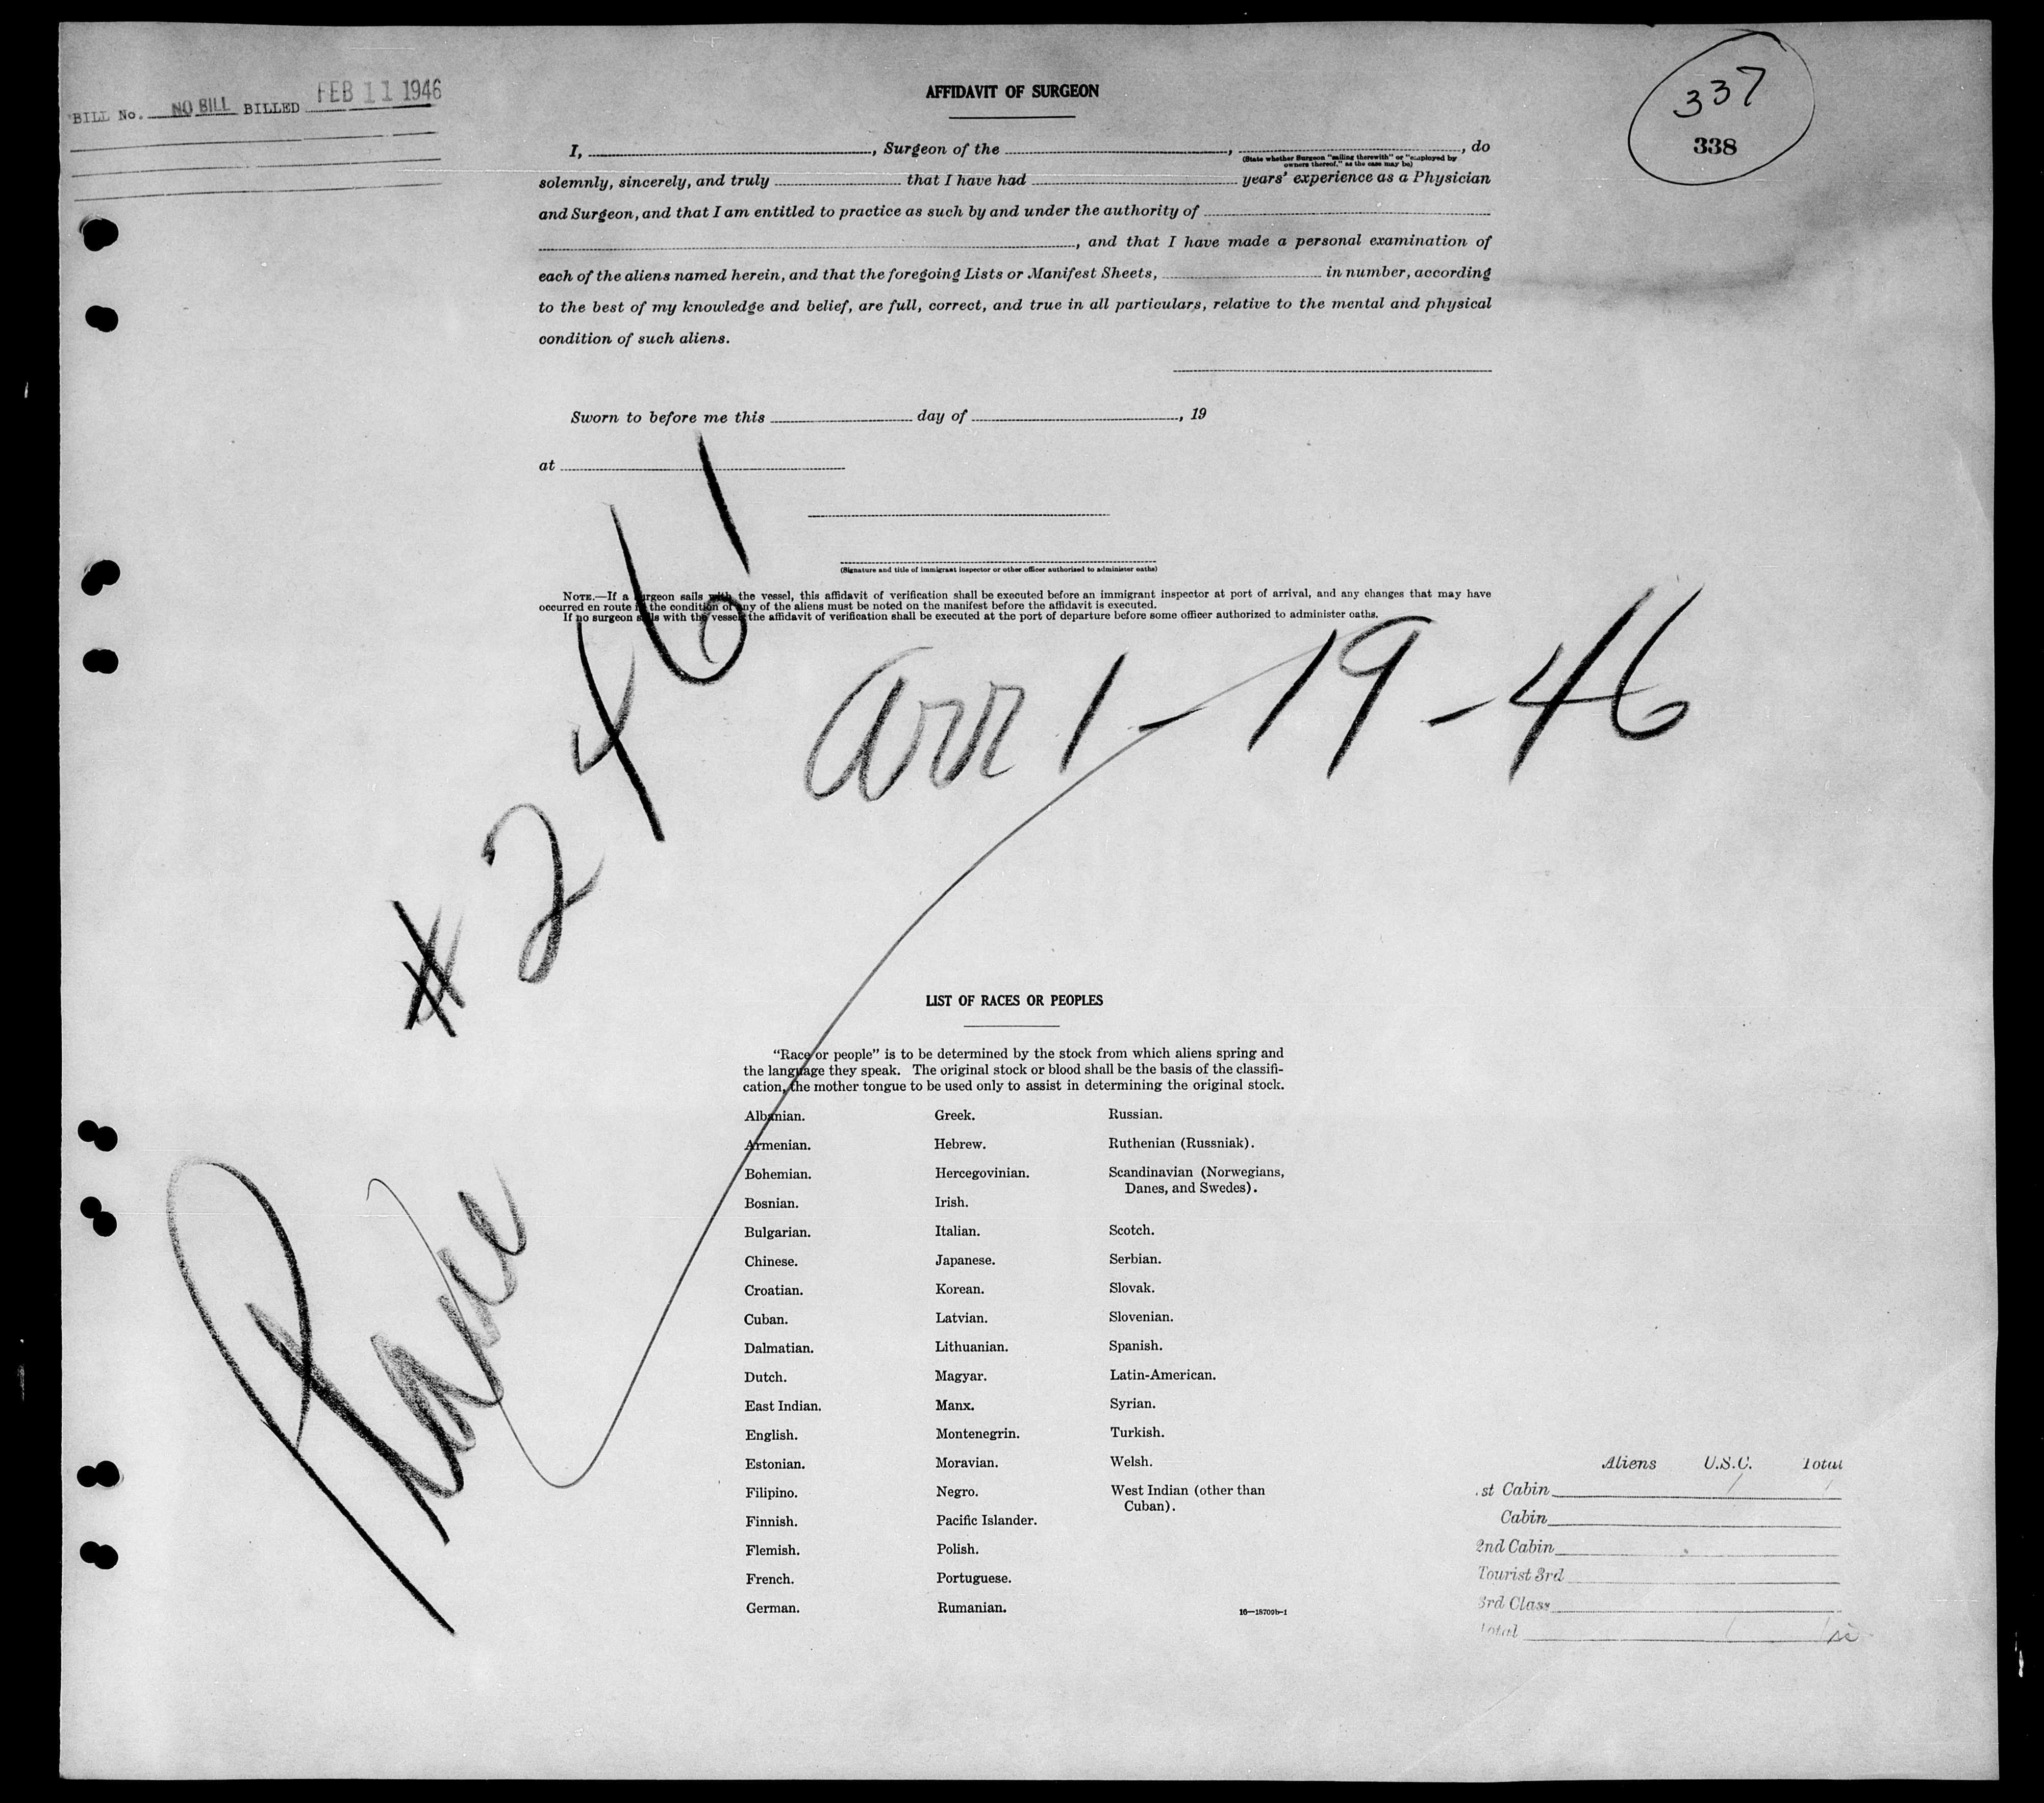 BILL No. NO BILL BILLED FEB 11 1946
337
338
AFFIDAVIT OF SURGEON
I, , Surgeon of the , , do
(State whether Surgeon "sailing therewith" or "employed by
owners thereof," as the case may be)
solemnly, sincerely, and truly that I have had years' experience as a Physician
and Surgeon, and that I am entitled to practice as such by and under the authority of
, and that I have made a personal examination of
each of the aliens named herein, and that the foregoing Lists or Manifest Sheets, in number, according
to the best of my knowledge and belief, are full, correct, and true in all particulars, relative to the mental and physical
condition of such aliens.
Sworn to before me this day of , 19
at
(Signature and title of immigrant inspector or other officer authorized to administer oaths)
NOTE.—If a surgeon sails with the vessel, this affidavit of verification shall be executed before an immigrant inspector at port of arrival, and any changes that may have
occurred en route in the condition of any of the aliens must be noted on the manifest before the affidavit is executed.
If no surgeon sails with the vessel, the affidavit of verification shall be executed at the port of departure before some officer authorized to administer oaths.
Plane # 2461
arr 1-19-46
LIST OF RACES OR PEOPLES
"Race or people" is to be determined by the stock from which aliens spring and
the language they speak. The original stock or blood shall be the basis of the classifi-
cation, the mother tongue to be used only to assist in determining the original stock.
Albanian.
Armenian.
Bohemian.
Bosnian.
Bulgarian.
Chinese.
Croatian.
Cuban.
Dalmatian.
Dutch.
East Indian.
English.
Estonian.
Filipino.
Finnish.
Flemish.
French.
German.
Greek.
Hebrew.
Hercegovinian.
Irish.
Italian.
Japanese.
Korean.
Latvian.
Lithuanian.
Magyar.
Manx.
Montenegrin.
Moravian.
Negro.
Pacific Islander.
Polish.
Portuguese.
Rumanian.
Russian.
Ruthenian (Russniak).
Scandinavian (Norwegians,
Danes, and Swedes).
Scotch.
Serbian.
Slovak.
Slovenian.
Spanish.
Latin-American.
Syrian.
Turkish.
Welsh.
West Indian (other than
Cuban).
16—18709b-1
Aliens U.S.C. Total
1st Cabin 1 1
Cabin
2nd Cabin
Tourist 3rd
3rd Class
Total 1 1